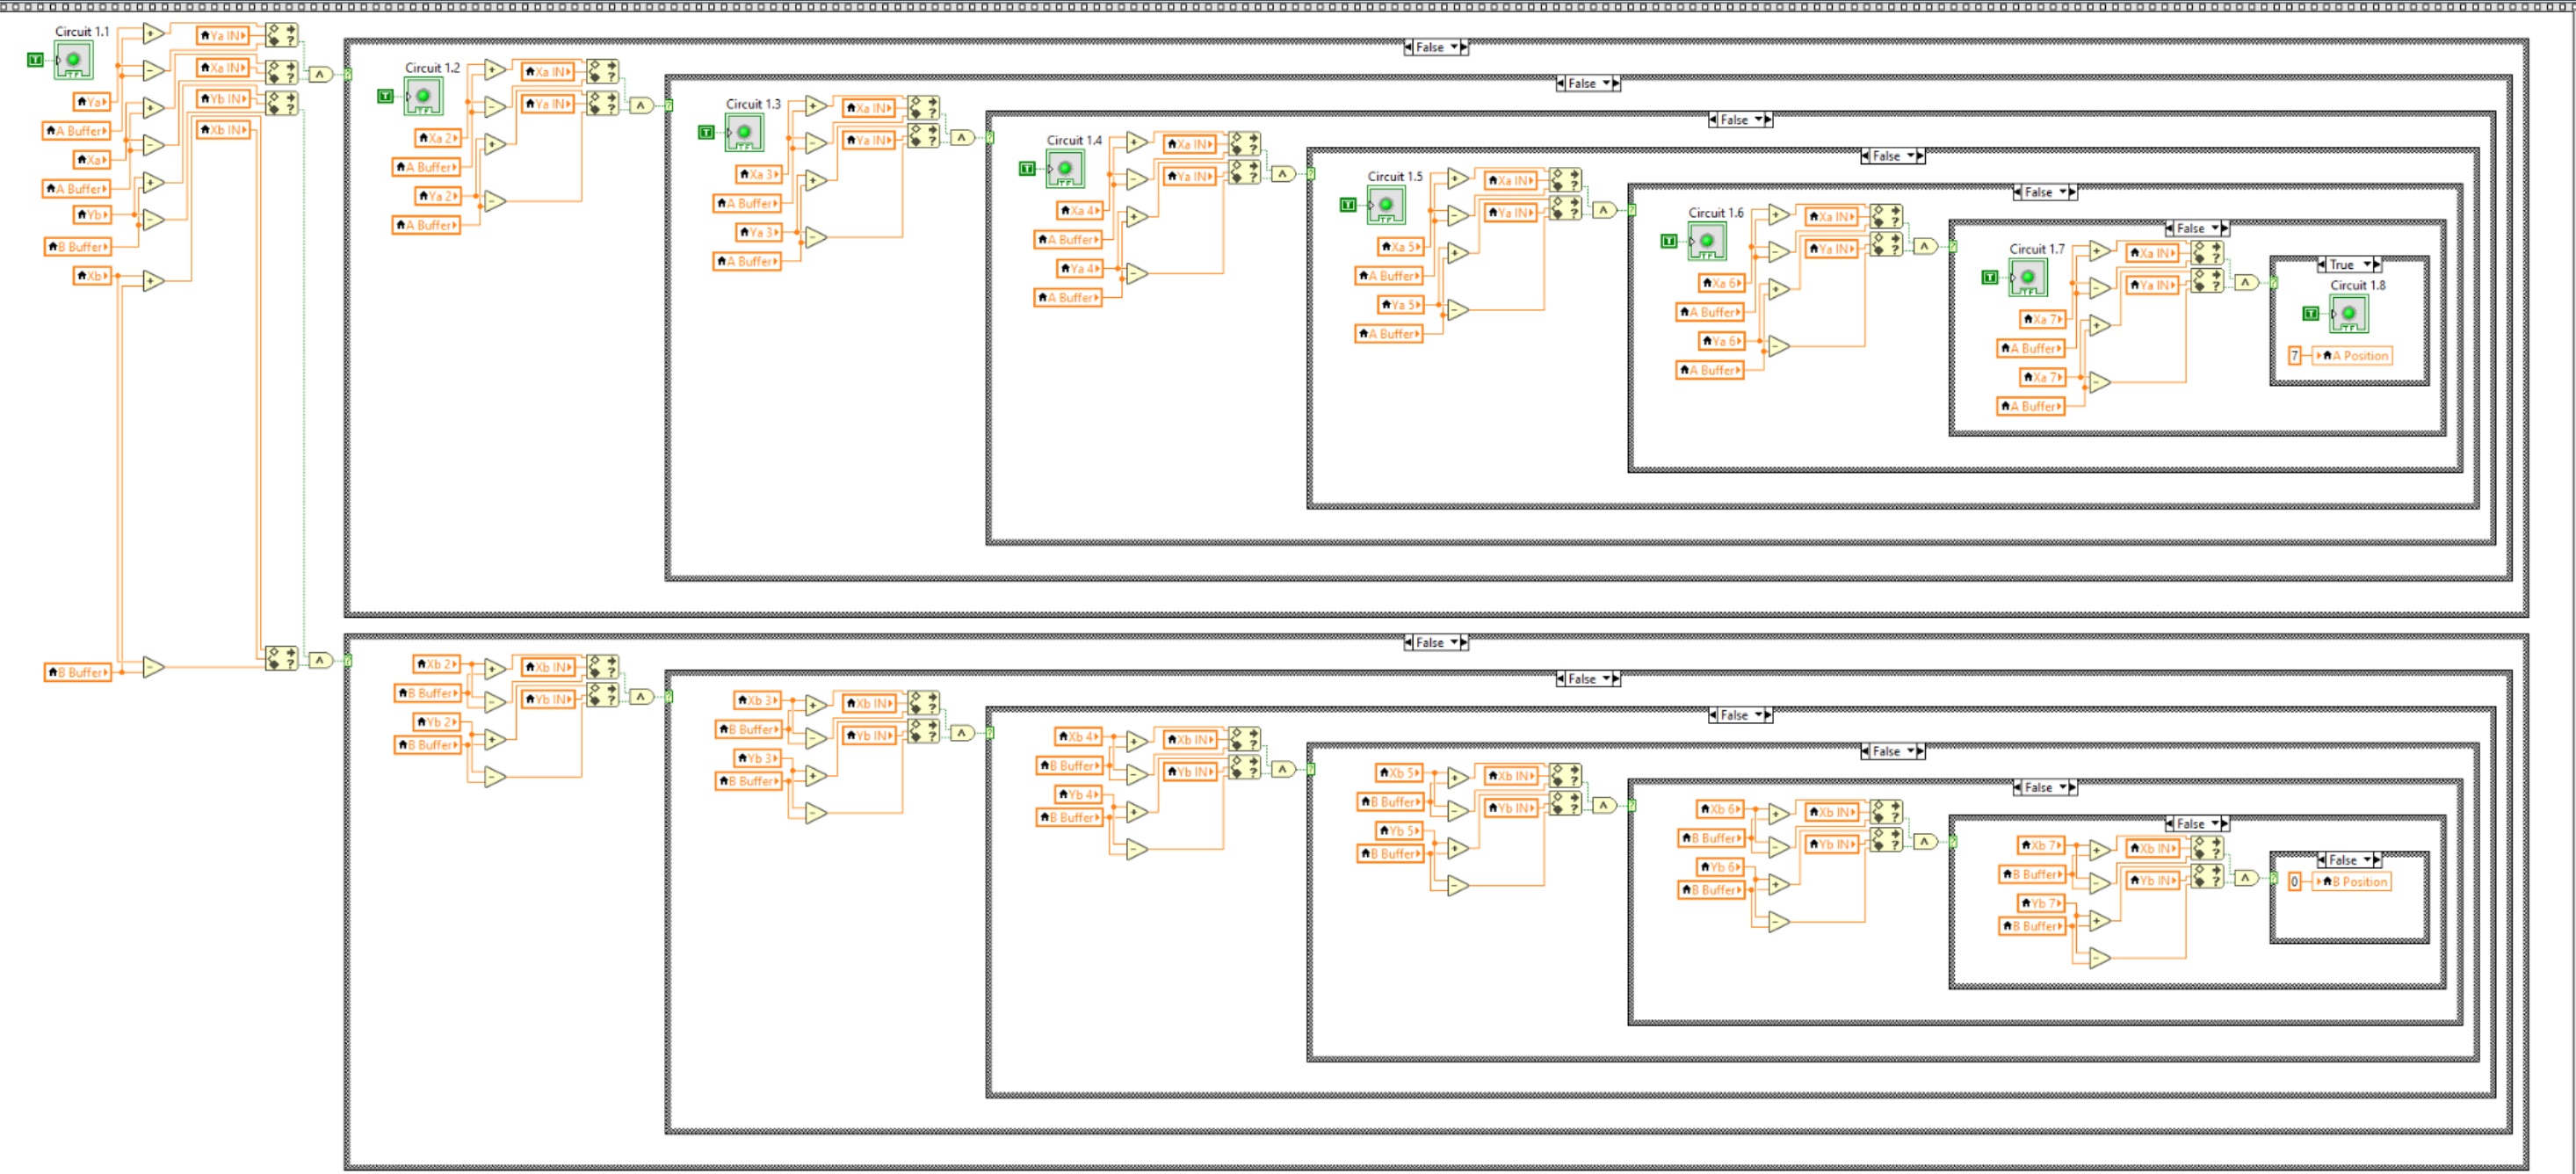 Circuit 1.1
T
TF
Ya
A Buffer
Xa
A Buffer
Yb
B Buffer
Xb
B Buffer
+
-
+
-
+
-
+
-
Ya IN
Xa IN
Yb IN
Xb IN
False
Circuit 1.2
T
TF
Xa 2
A Buffer
Ya 2
A Buffer
Xa IN
Ya IN
False
Circuit 1.3
T
TF
Xa 3
A Buffer
Ya 3
A Buffer
Xa IN
Ya IN
False
Circuit 1.4
T
TF
Xa 4
A Buffer
Ya 4
A Buffer
Xa IN
Ya IN
False
Circuit 1.5
T
TF
Xa 5
A Buffer
Ya 5
A Buffer
Xa IN
Ya IN
False
Circuit 1.6
T
TF
Xa 6
A Buffer
Ya 6
A Buffer
Xa IN
Ya IN
False
Circuit 1.7
T
TF
Xa 7
A Buffer
Xa 7
A Buffer
Xa IN
Ya IN
True
Circuit 1.8
T
TF
7
A Position
False
Xb 2
B Buffer
Yb 2
B Buffer
Xb IN
Yb IN
False
Xb 3
B Buffer
Yb 3
B Buffer
Xb IN
Yb IN
False
Xb 4
B Buffer
Yb 4
B Buffer
Xb IN
Yb IN
False
Xb 5
B Buffer
Yb 5
B Buffer
Xb IN
Yb IN
False
Xb 6
B Buffer
Yb 6
B Buffer
Xb IN
Yb IN
False
Xb 7
B Buffer
Yb 7
B Buffer
Xb IN
Yb IN
False
0
B Position